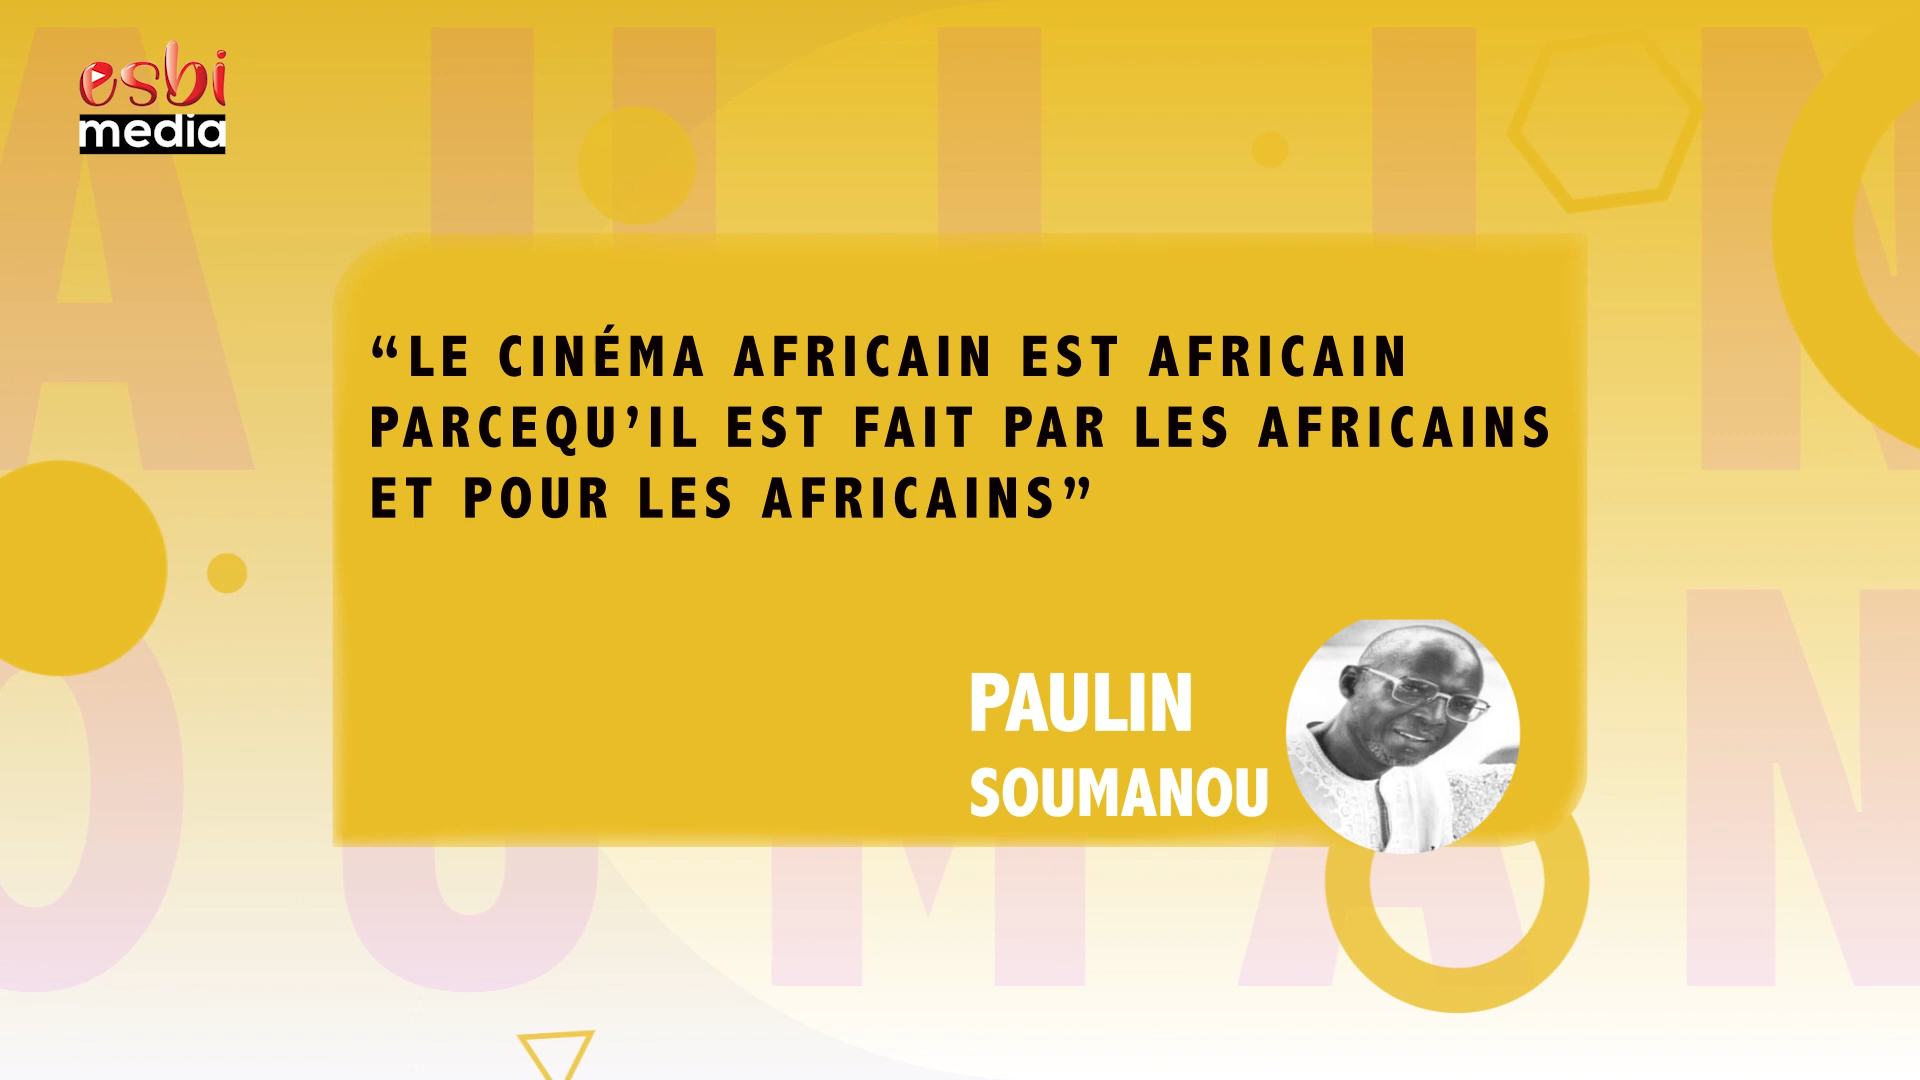 esbi
media
“LE CINÉMA AFRICAIN EST AFRICAIN
PARCEQU’IL EST FAIT PAR LES AFRICAINS
ET POUR LES AFRICAINS”
PAULIN
SOUMANOU